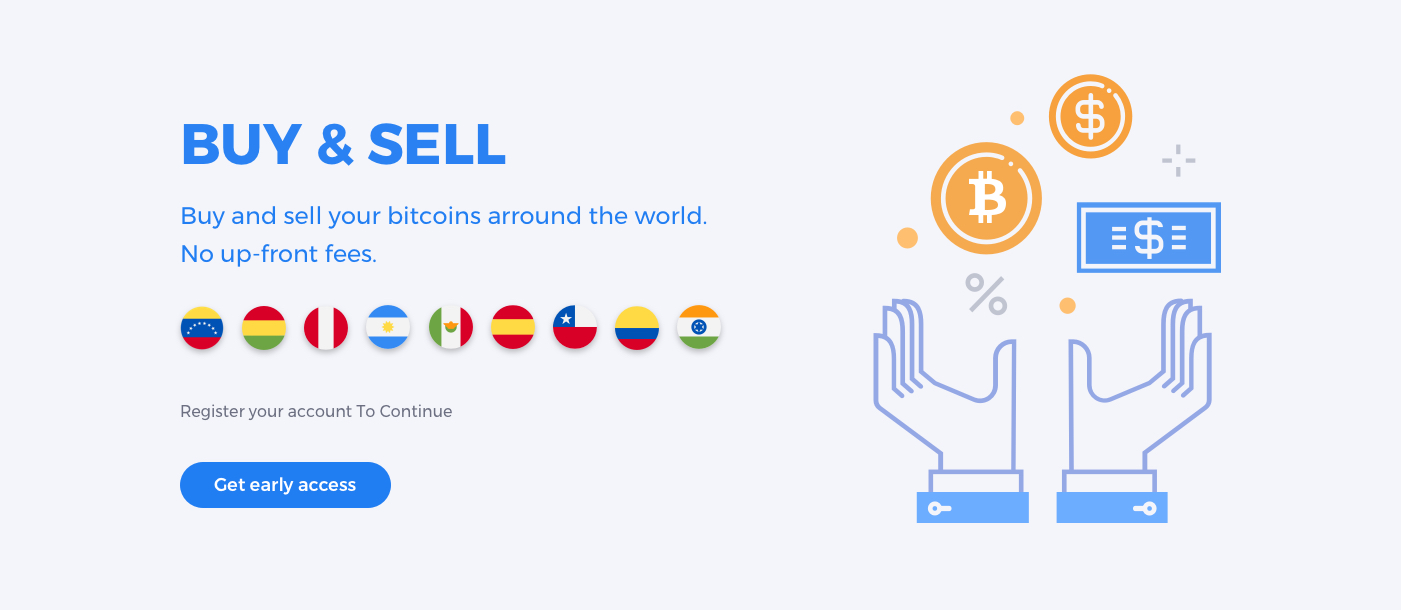 BUY & SELL
Buy and sell your bitcoins arround the world.
No up-front fees.
Register your account To Continue
Get early access